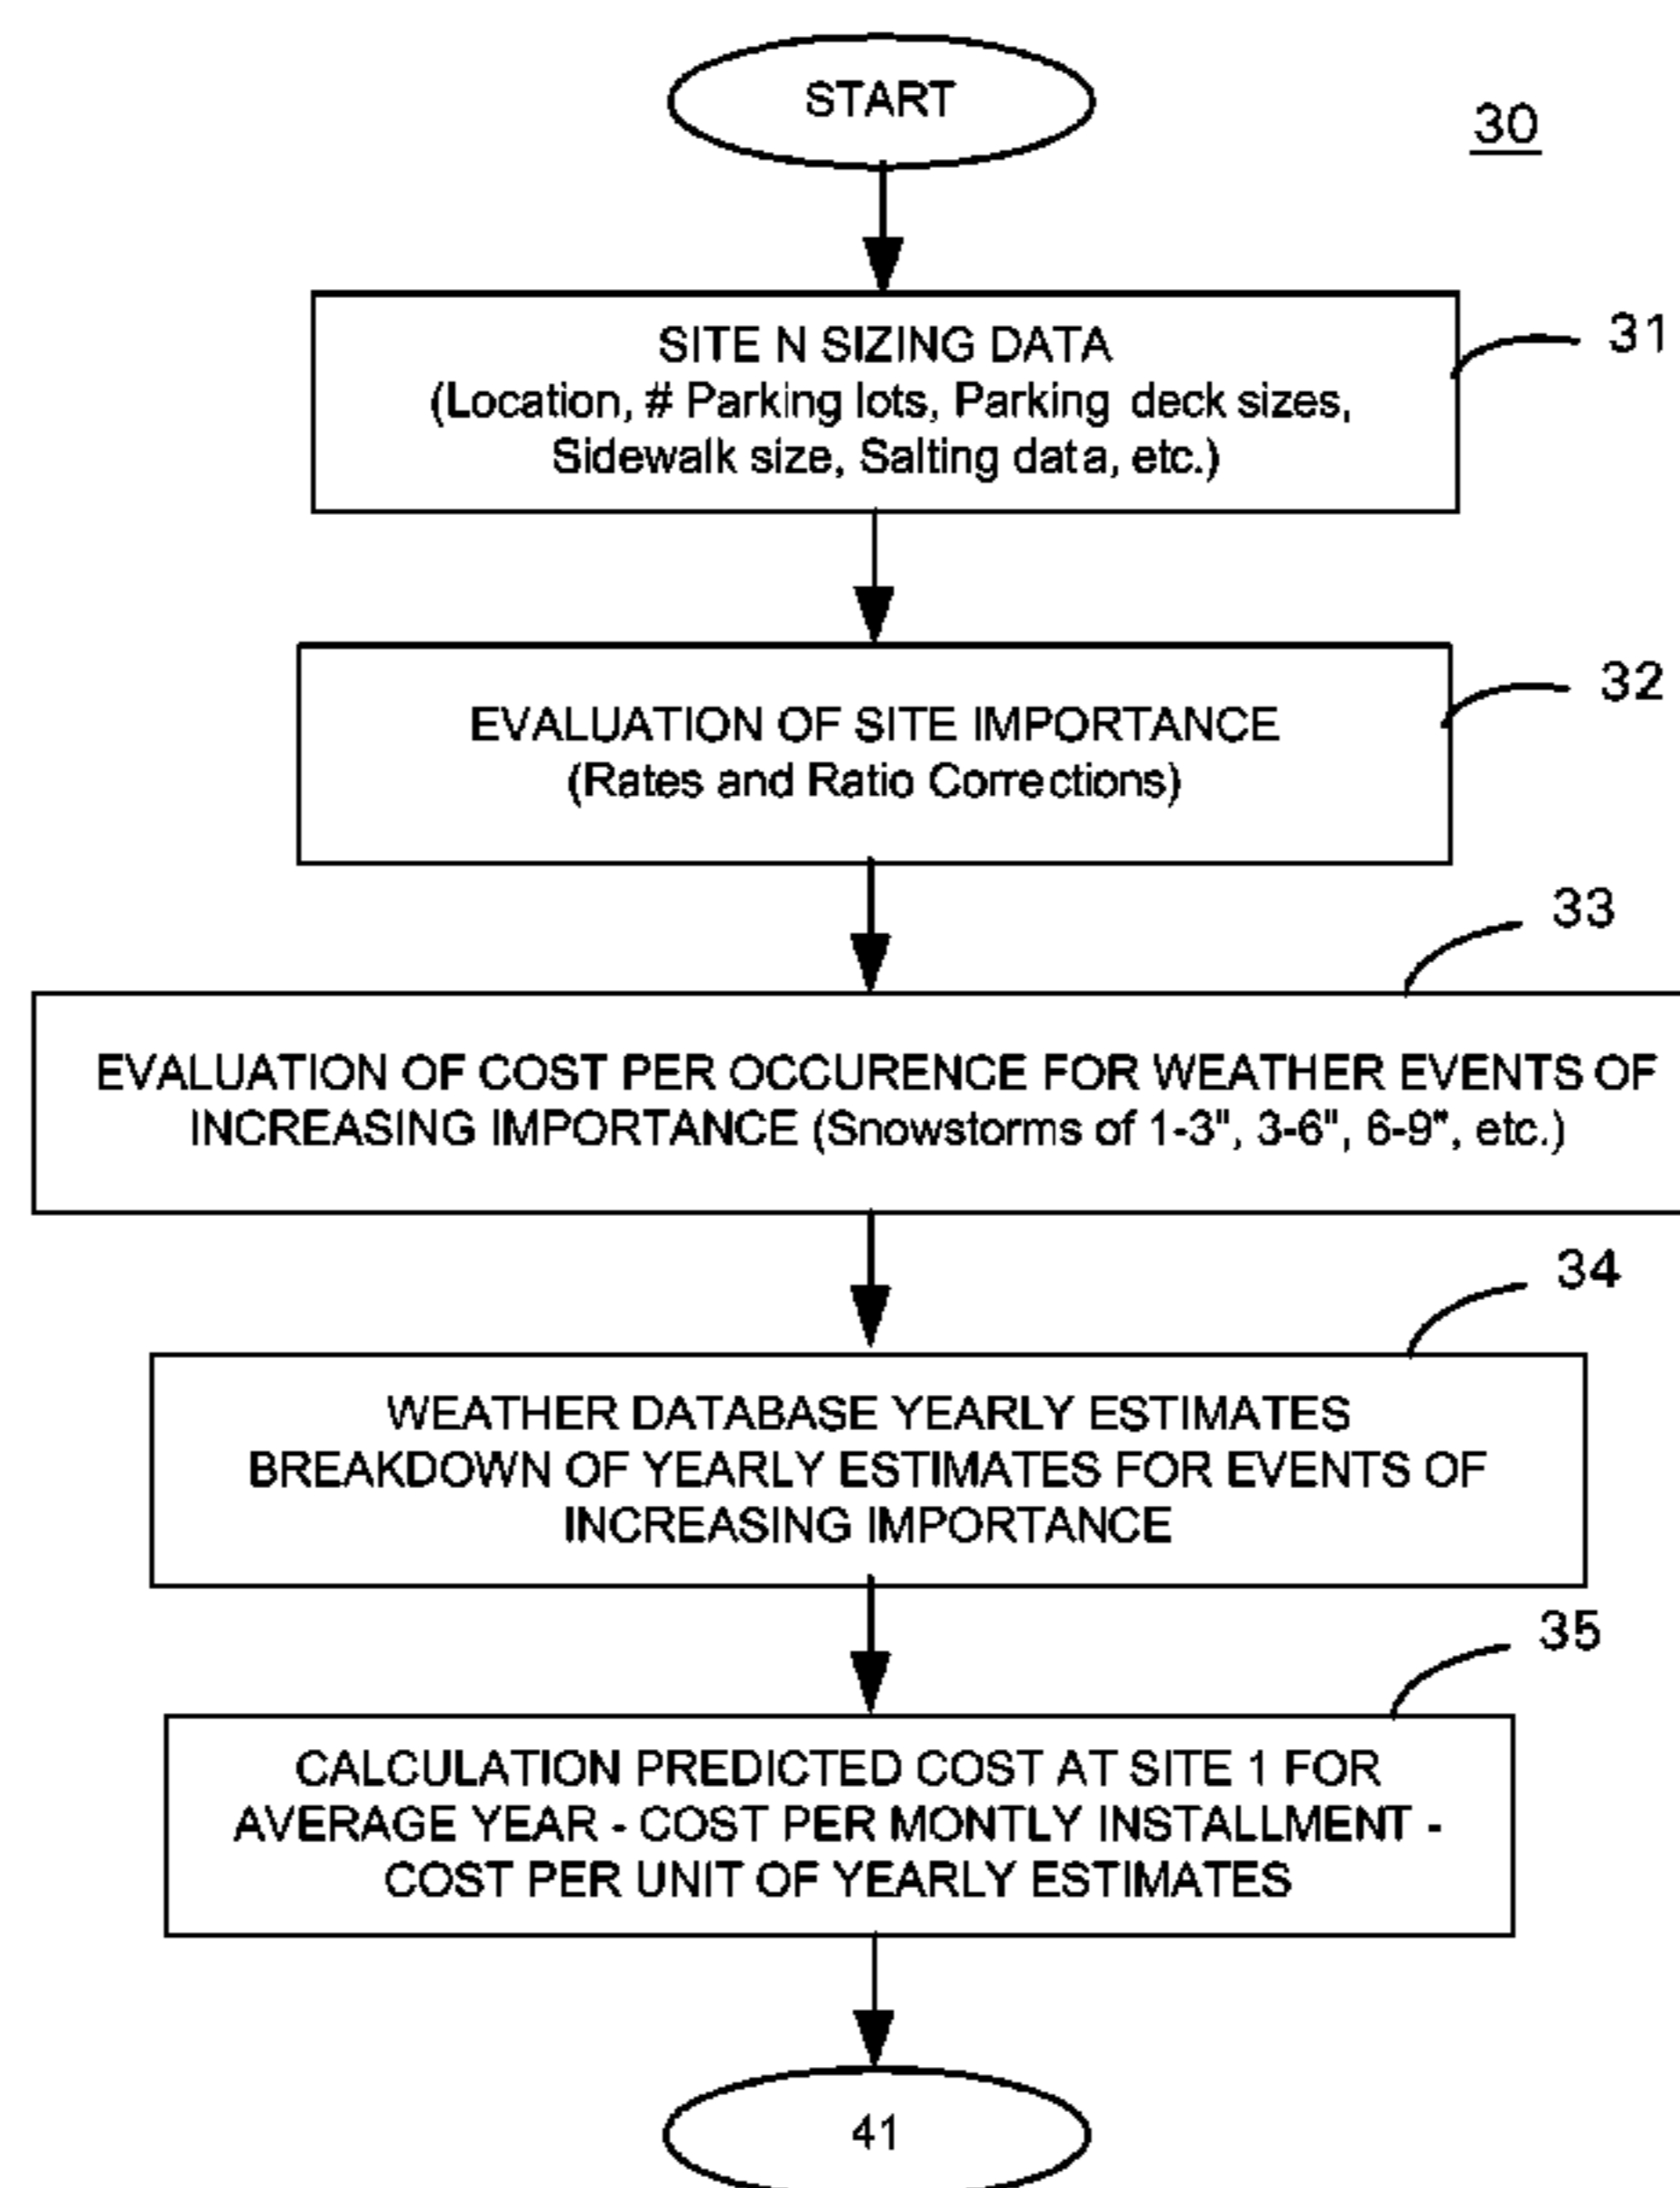 START
30
SITE N SIZING DATA
31
(Location, # Parking lots, Parking deck sizes,
Sidewalk size, Salting data, etc.)
32
EVALUATION OF SITE IMPORTANCE
(Rates and Ratio Corrections)
33
EVALUATION OF COST PER OCCURENCE FOR WEATHER EVENTS OF
INCREASING IMPORTANCE (Snowstorms of 1-3", 3-6", 6-9", etc.)
34
WEATHER DATABASE YEARLY ESTIMATES
BREAKDOWN OF YEARLY ESTIMATES FOR EVENTS OF
INCREASING IMPORTANCE
35
CALCULATION PREDICTED COST AT SITE 1 FOR
AVERAGE YEAR - COST PER MONTLY INSTALLMENT -
COST PER UNIT OF YEARLY ESTIMATES
41